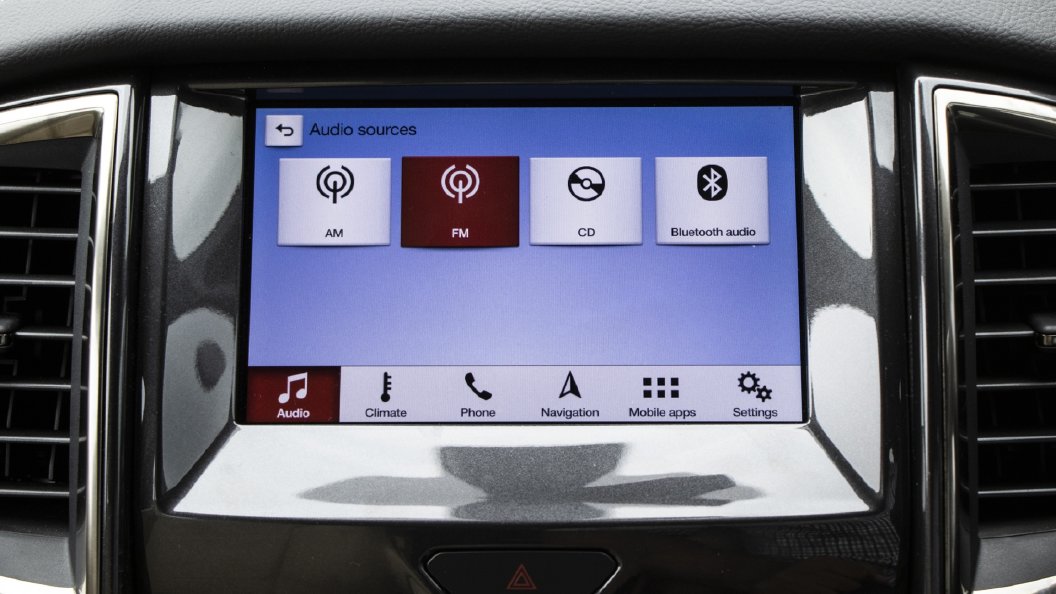 Audio sources
AM
FM
CD
Bluetooth audio
Audio
Climate
Phone
Navigation
Mobile apps
Settings